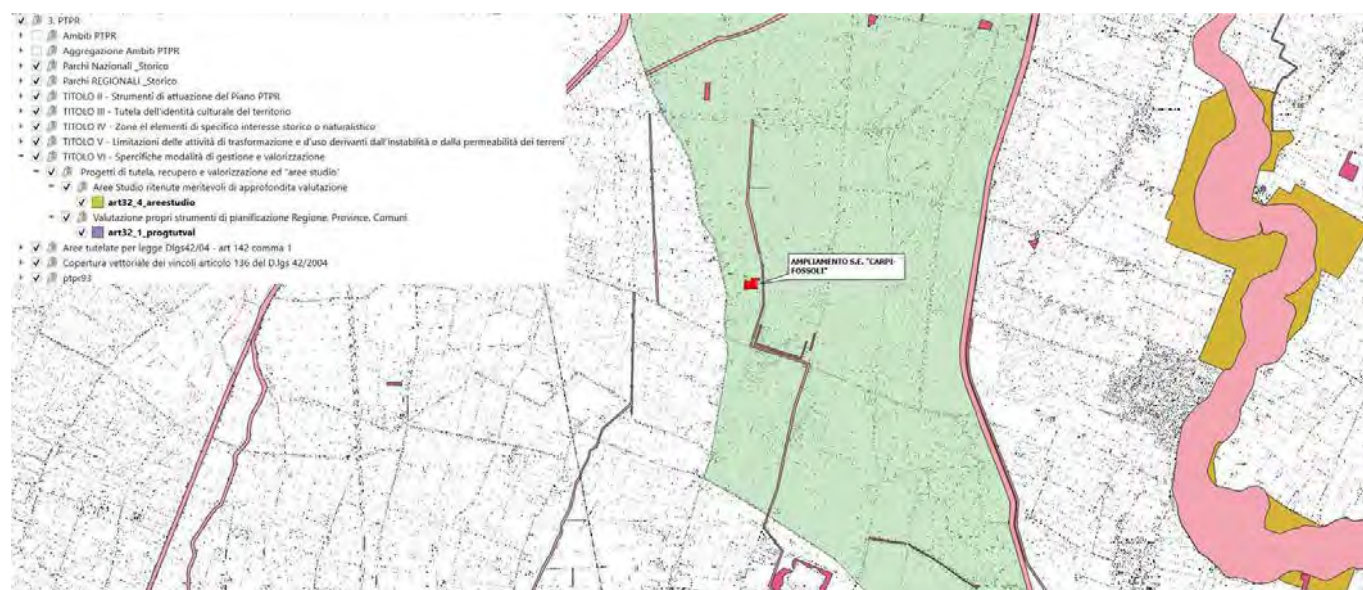 3. PTPR
Ambiti PTPR
Aggregazione Ambiti PTPR
Parchi Nazionali _Storico
Parchi REGIONALI _Storico
TITOLO II - Strumenti di attuazione del Piano PTPR
TITOLO III - Tutela dell'identità culturale del territorio
TITOLO IV - Zone el elementi di specifico interesse storico o naturalistico
TITOLO V - Limitazioni delle attività di trasformazione e d'uso derivanti dall'instabilità o dalla permeabilità dei terreni
TITOLO VI - Spercifiche modalità di gestione e valorizzazione
Progetti di tutela, recupero e valorizzazione ed "aree studio"
Aree Studio ritenute meritevoli di approfondita valutazione
art32_4_areestudio
Valutazione propri strumenti di pianificazione Regione, Province, Comuni
art32_1_progtutval
Aree tutelate per legge Dlgs42/04 - art 142 comma 1
Copertura vettoriale dei vincoli articolo 136 del D.lgs 42/2004
ptpr93
AMPLIAMENTO S.E. "CARPI-
FOSSOLI"